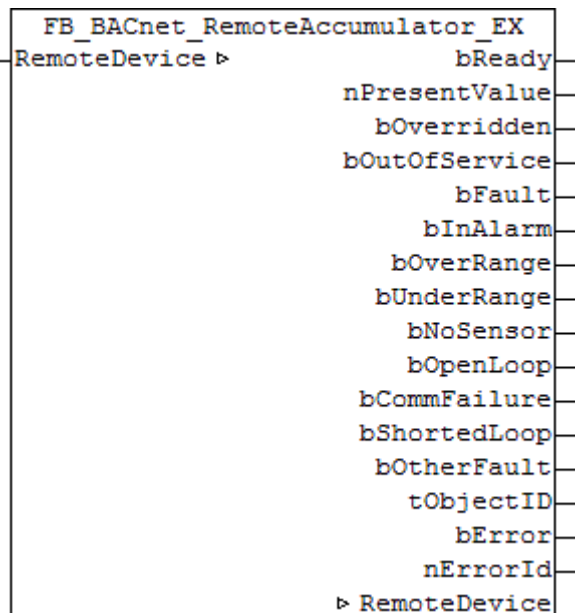 FB_BACnet_RemoteAccumulator_EX
RemoteDevice ▷ bReady
nPresentValue
bOverridden
bOutOfService
bFault
bInAlarm
bOverRange
bUnderRange
bNoSensor
bOpenLoop
bCommFailure
bShortedLoop
bOtherFault
tObjectID
bError
nErrorId
▷ RemoteDevice